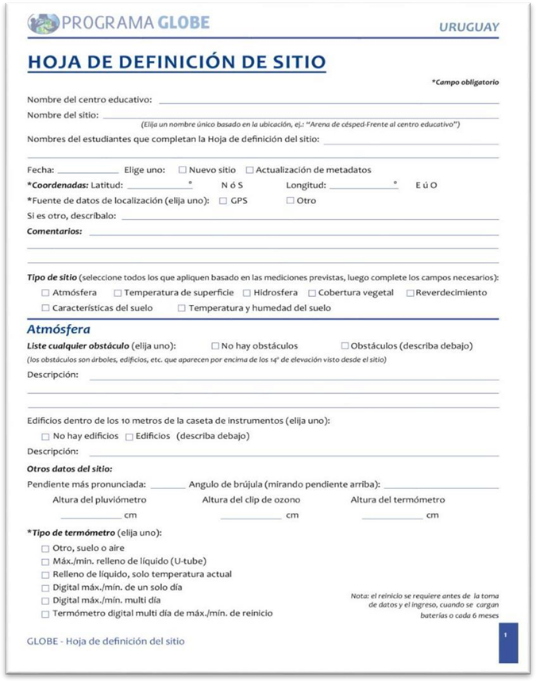 PROGRAMA GLOBE
URUGUAY
HOJA DE DEFINICIÓN DE SITIO
*Campo obligatorio
Nombre del centro educativo:
Nombre del sitio:
(Elija un nombre único basado en la ubicación, ej.: "Arena de césped-Frente al centro educativo")
Nombres del estudiantes que completan la Hoja de definición del sitio:
Fecha: Elige uno: Nuevo sitio Actualización de metadatos
*Coordenadas: Latitud: ° N ó S Longitud: ° E ú O
*Fuente de datos de localización (elija uno): GPS Otro
Si es otro, descríbalo:
Comentarios:
Tipo de sitio (seleccione todos los que apliquen basado en las mediciones previstas, luego complete los campos necesarios):
Atmósfera Temperatura de superficie Hidrosfera Cobertura vegetal Reverdecimiento
Características del suelo Temperatura y humedad del suelo
Atmósfera
Liste cualquier obstáculo (elija uno): No hay obstáculos Obstáculos (describa debajo)
(los obstáculos son árboles, edificios, etc. que aparecen por encima de los 14° de elevación visto desde el sitio)
Descripción:
Edificios dentro de los 10 metros de la caseta de instrumentos (elija uno):
No hay edificios Edificios (describa debajo)
Descripción:
Otros datos del sitio:
Pendiente más pronunciada: Angulo de brújula (mirando pendiente arriba):
Altura del pluviómetro Altura del clip de ozono Altura del termómetro
cm cm cm
*Tipo de termómetro (elija uno):
Otro, suelo o aire
Máx./min. relleno de líquido (U-tube)
Relleno de líquido, solo temperatura actual
Digital máx./mín. de un solo día
Digital máx./mín. multi día
Termómetro digital multi día de máx./mín. de reinicio
Nota: el reinicio se requiere antes de la toma
de datos y el ingreso, cuando se cargan
baterías o cada 6 meses
GLOBE - Hoja de definición del sitio
1